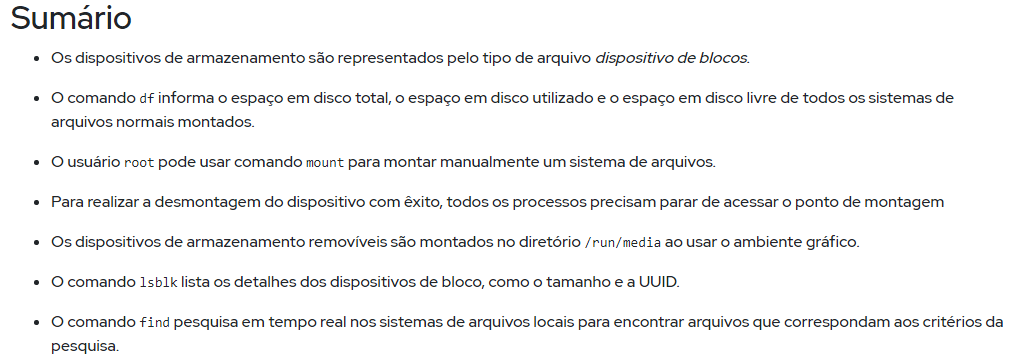 Sumário
• Os dispositivos de armazenamento são representados pelo tipo de arquivo dispositivo de blocos.
• O comando df informa o espaço em disco total, o espaço em disco utilizado e o espaço em disco livre de todos os sistemas de
arquivos normais montados.
• O usuário root pode usar comando mount para montar manualmente um sistema de arquivos.
• Para realizar a desmontagem do dispositivo com êxito, todos os processos precisam parar de acessar o ponto de montagem
• Os dispositivos de armazenamento removíveis são montados no diretório /run/media ao usar o ambiente gráfico.
• O comando lsblk lista os detalhes dos dispositivos de bloco, como o tamanho e a UUID.
• O comando find pesquisa em tempo real nos sistemas de arquivos locais para encontrar arquivos que correspondam aos critérios da
pesquisa.